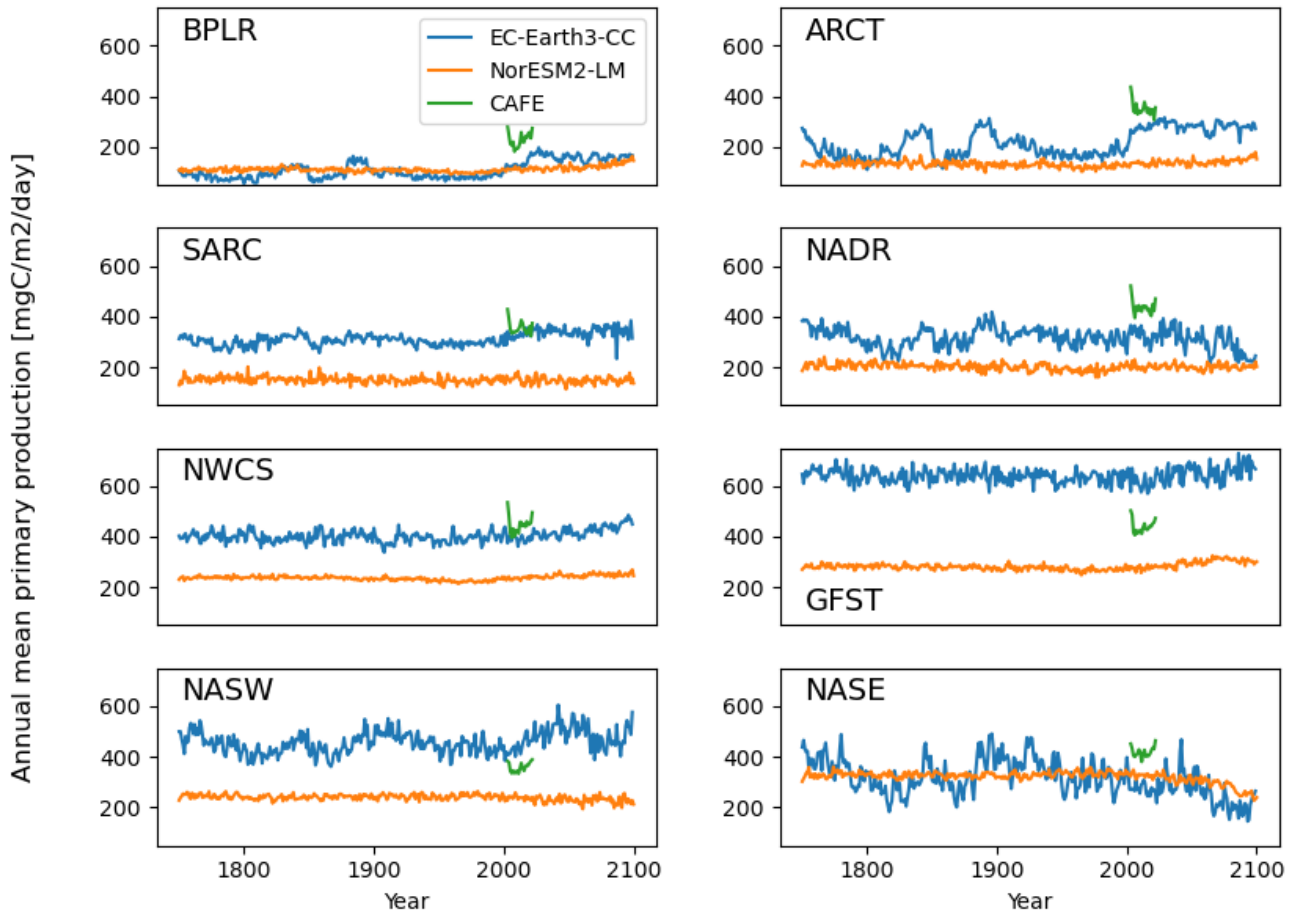 Annual mean primary production [mgC/m2/day]
BPLR
EC-Earth3-CC
NorESM2-LM
CAFE
600
400
200
ARCT
600
400
200
SARC
600
400
200
NADR
600
400
200
NWCS
600
400
200
GFST
600
400
200
NASW
600
400
200
1800 1900 2000 2100
Year
NASE
600
400
200
1800 1900 2000 2100
Year